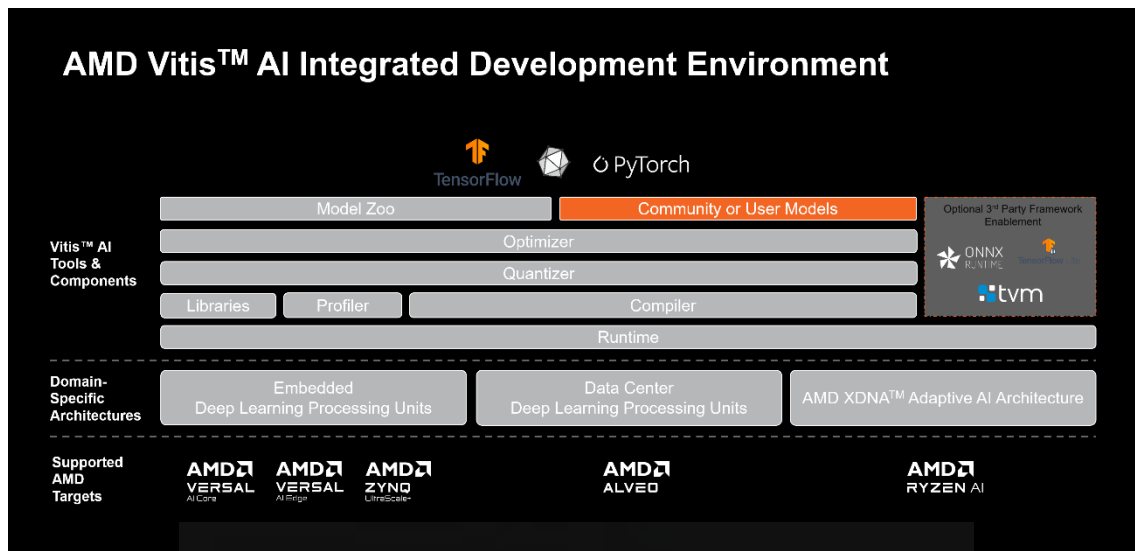 AMD Vitis™ AI Integrated Development Environment
TensorFlow
PyTorch
Model Zoo
Community or User Models
Optional 3rd Party Framework
Enablement
Optimizer
Vitis™ AI
Tools &
Components
ONNX
RUNTIME
TensorFlow Lite
Quantizer
tvm
Libraries
Profiler
Compiler
Runtime
Domain-
Specific
Architectures
Embedded
Deep Learning Processing Units
Data Center
Deep Learning Processing Units
AMD XDNA™ Adaptive AI Architecture
Supported
AMD
Targets
AMD
VERSAL
AI Core
AMD
VERSAL
AI Edge
AMD
ZYNQ
UltraScale+
AMD
ALVEO
AMD
RYZEN AI